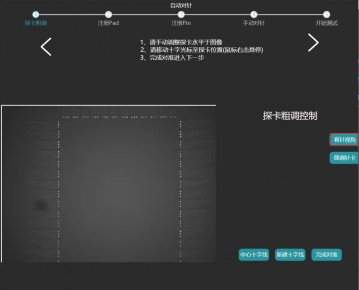 自动对针
探卡粗调
注册Pad
注册Pin
手动对针
开始测试
1、请手动调整探卡水平于图像
2、请移动十字光标至探卡位置(鼠标右击悬停)
3、完成对准进入下一步
探卡粗调控制
看针视角
微调针卡
中心十字线
新建十字线
完成对准